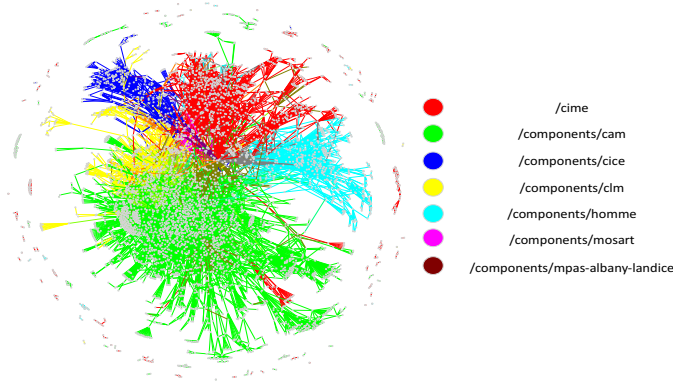 /cime
/components/cam
/components/cice
/components/clm
/components/homme
/components/mosart
/components/mpas-albany-landice